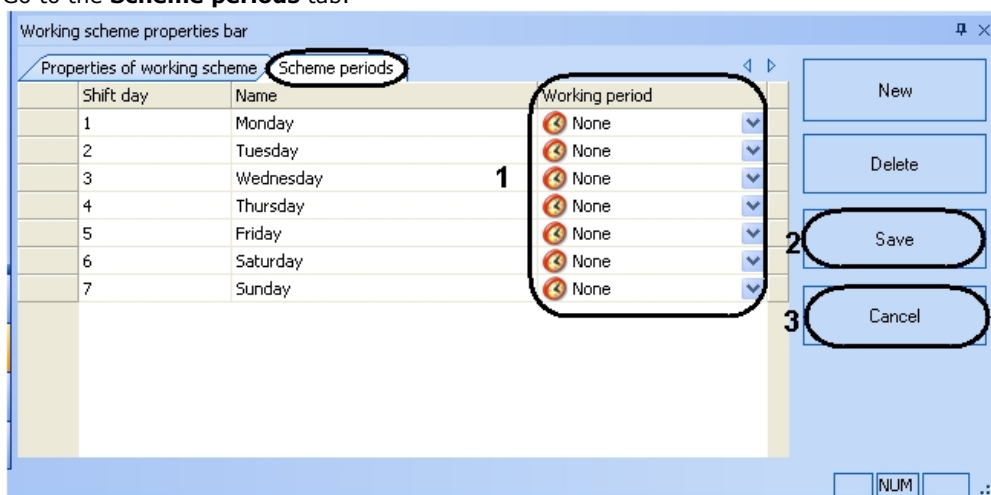 Go to the Scheme periods tab.
Working scheme properties bar
Properties of working scheme Scheme periods
Shift day Name Working period
1 Monday None
2 Tuesday None
3 Wednesday 1 None
4 Thursday None
5 Friday None
6 Saturday None
7 Sunday None
New
Delete
2 Save
3 Cancel
NUM